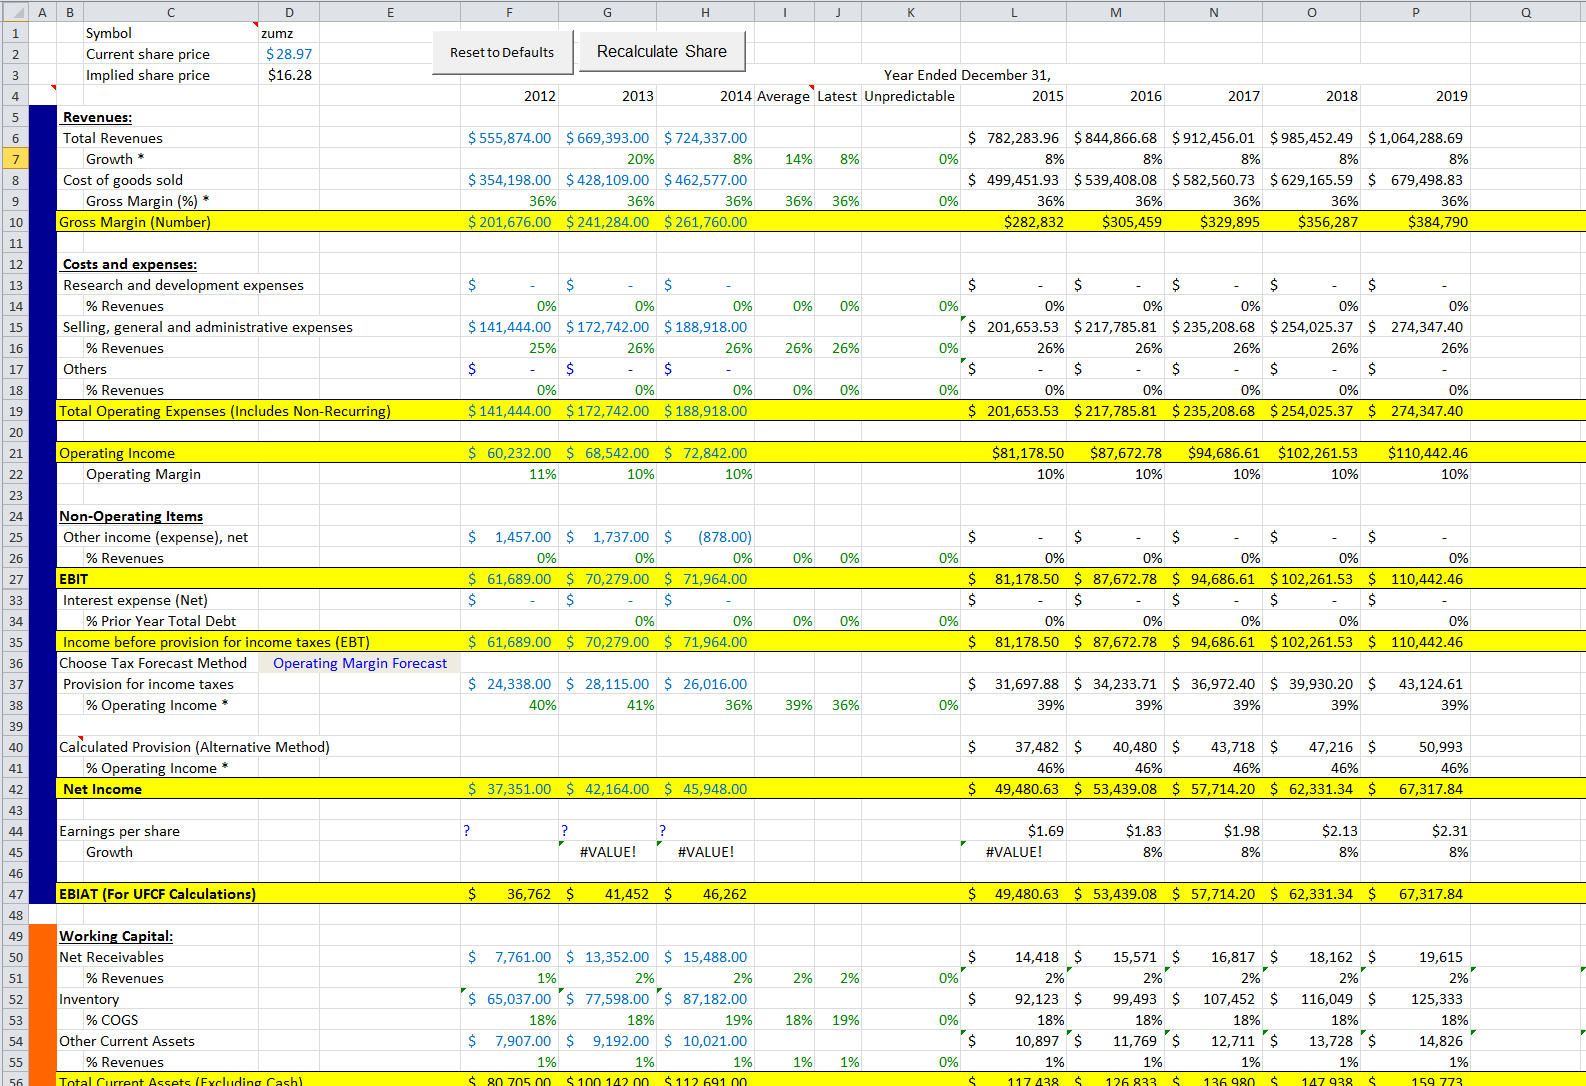 A B C D E F G H I J K L M N O P Q
1 Symbol zumz Reset to Defaults Recalculate Share
2 Current share price $ 28.97
3 Implied share price $16.28 Year Ended December 31,
4 2012 2013 2014 Average Latest Unpredictable 2015 2016 2017 2018 2019
5 Revenues:
6 Total Revenues $ 555,874.00 $ 669,393.00 $ 724,337.00 $ 782,283.96 $ 844,866.68 $ 912,456.01 $ 985,452.49 $ 1,064,288.69
7 Growth * 20% 8% 14% 8% 0% 8% 8% 8% 8% 8%
8 Cost of goods sold $ 354,198.00 $ 428,109.00 $ 462,577.00 $ 499,451.93 $ 539,408.08 $ 582,560.73 $ 629,165.59 $ 679,498.83
9 Gross Margin (%) * 36% 36% 36% 36% 36% 0% 36% 36% 36% 36% 36%
10 Gross Margin (Number) $ 201,676.00 $ 241,284.00 $ 261,760.00 $282,832 $305,459 $329,895 $356,287 $384,790
11
12 Costs and expenses:
13 Research and development expenses $ - $ - $ - $ - $ - $ - $ - $ -
14 % Revenues 0% 0% 0% 0% 0% 0% 0% 0% 0% 0% 0%
15 Selling, general and administrative expenses $ 141,444.00 $ 172,742.00 $ 188,918.00 $ 201,653.53 $ 217,785.81 $ 235,208.68 $ 254,025.37 $ 274,347.40
16 % Revenues 25% 26% 26% 26% 26% 0% 26% 26% 26% 26% 26%
17 Others $ - $ - $ - $ - $ - $ - $ - $ -
18 % Revenues 0% 0% 0% 0% 0% 0% 0% 0% 0% 0% 0%
19 Total Operating Expenses (Includes Non-Recurring) $ 141,444.00 $ 172,742.00 $ 188,918.00 $ 201,653.53 $ 217,785.81 $ 235,208.68 $ 254,025.37 $ 274,347.40
20
21 Operating Income $ 60,232.00 $ 68,542.00 $ 72,842.00 $81,178.50 $87,672.78 $94,686.61 $102,261.53 $110,442.46
22 Operating Margin 11% 10% 10% 10% 10% 10% 10% 10%
23
24 Non-Operating Items
25 Other income (expense), net $ 1,457.00 $ 1,737.00 $ (878.00) $ - $ - $ - $ - $ -
26 % Revenues 0% 0% 0% 0% 0% 0% 0% 0% 0% 0% 0%
27 EBIT $ 61,689.00 $ 70,279.00 $ 71,964.00 $ 81,178.50 $ 87,672.78 $ 94,686.61 $ 102,261.53 $ 110,442.46
33 Interest expense (Net) $ - $ - $ - $ - $ - $ - $ - $ -
34 % Prior Year Total Debt 0% 0% 0% 0% 0% 0% 0% 0% 0% 0%
35 Income before provision for income taxes (EBT) $ 61,689.00 $ 70,279.00 $ 71,964.00 $ 81,178.50 $ 87,672.78 $ 94,686.61 $ 102,261.53 $ 110,442.46
36 Choose Tax Forecast Method Operating Margin Forecast
37 Provision for income taxes $ 24,338.00 $ 28,115.00 $ 26,016.00 $ 31,697.88 $ 34,233.71 $ 36,972.40 $ 39,930.20 $ 43,124.61
38 % Operating Income * 40% 41% 36% 39% 36% 0% 39% 39% 39% 39% 39%
39
40 Calculated Provision (Alternative Method) $ 37,482 $ 40,480 $ 43,718 $ 47,216 $ 50,993
41 % Operating Income * 46% 46% 46% 46% 46%
42 Net Income $ 37,351.00 $ 42,164.00 $ 45,948.00 $ 49,480.63 $ 53,439.08 $ 57,714.20 $ 62,331.34 $ 67,317.84
43
44 Earnings per share ? ? ? $1.69 $1.83 $1.98 $2.13 $2.31
45 Growth #VALUE! #VALUE! #VALUE! 8% 8% 8% 8%
46
47 EBIAT (For UFCF Calculations) $ 36,762 $ 41,452 $ 46,262 $ 49,480.63 $ 53,439.08 $ 57,714.20 $ 62,331.34 $ 67,317.84
48
49 Working Capital:
50 Net Receivables $ 7,761.00 $ 13,352.00 $ 15,488.00 $ 14,418 $ 15,571 $ 16,817 $ 18,162 $ 19,615
51 % Revenues 1% 2% 2% 2% 2% 0% 2% 2% 2% 2% 2%
52 Inventory $ 65,037.00 $ 77,598.00 $ 87,182.00 $ 92,123 $ 99,493 $ 107,452 $ 116,049 $ 125,333
53 % COGS 18% 18% 19% 18% 19% 0% 18% 18% 18% 18% 18%
54 Other Current Assets $ 7,907.00 $ 9,192.00 $ 10,021.00 $ 10,897 $ 11,769 $ 12,711 $ 13,728 $ 14,826
55 % Revenues 1% 1% 1% 1% 1% 0% 1% 1% 1% 1% 1%
56 Total Current Assets (Excluding Cash) $ 80,705.00 $ 100,142.00 $ 112,691.00 $ 117,438 $ 126,833 $ 136,980 $ 147,938 $ 159,773